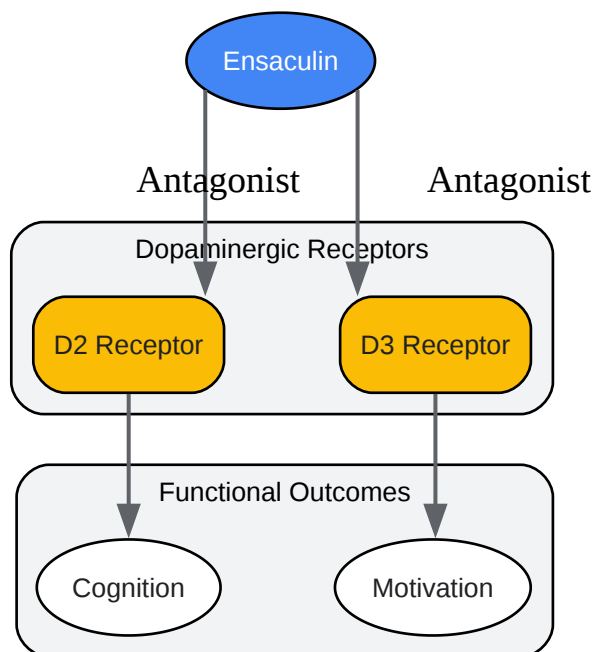 Ensaculin
Antagonist
Antagonist
Dopaminergic Receptors
D2 Receptor
D3 Receptor
Functional Outcomes
Cognition
Motivation